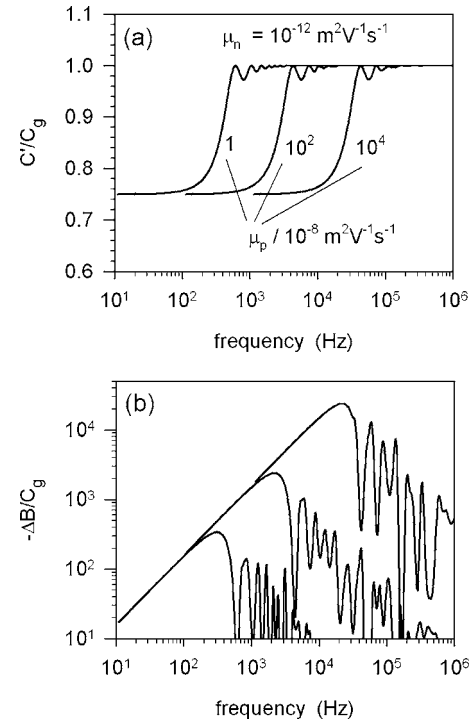 (a)
μn = 10-12 m2V-1s-1
1.1
1.0
0.9
0.8
0.7
0.6
C'/Cg
1
102
104
μp / 10-8 m2V-1s-1
101 102 103 104 105 106
frequency (Hz)
(b)
104
103
102
101
-ΔB/Cg
101 102 103 104 105 106
frequency (Hz)